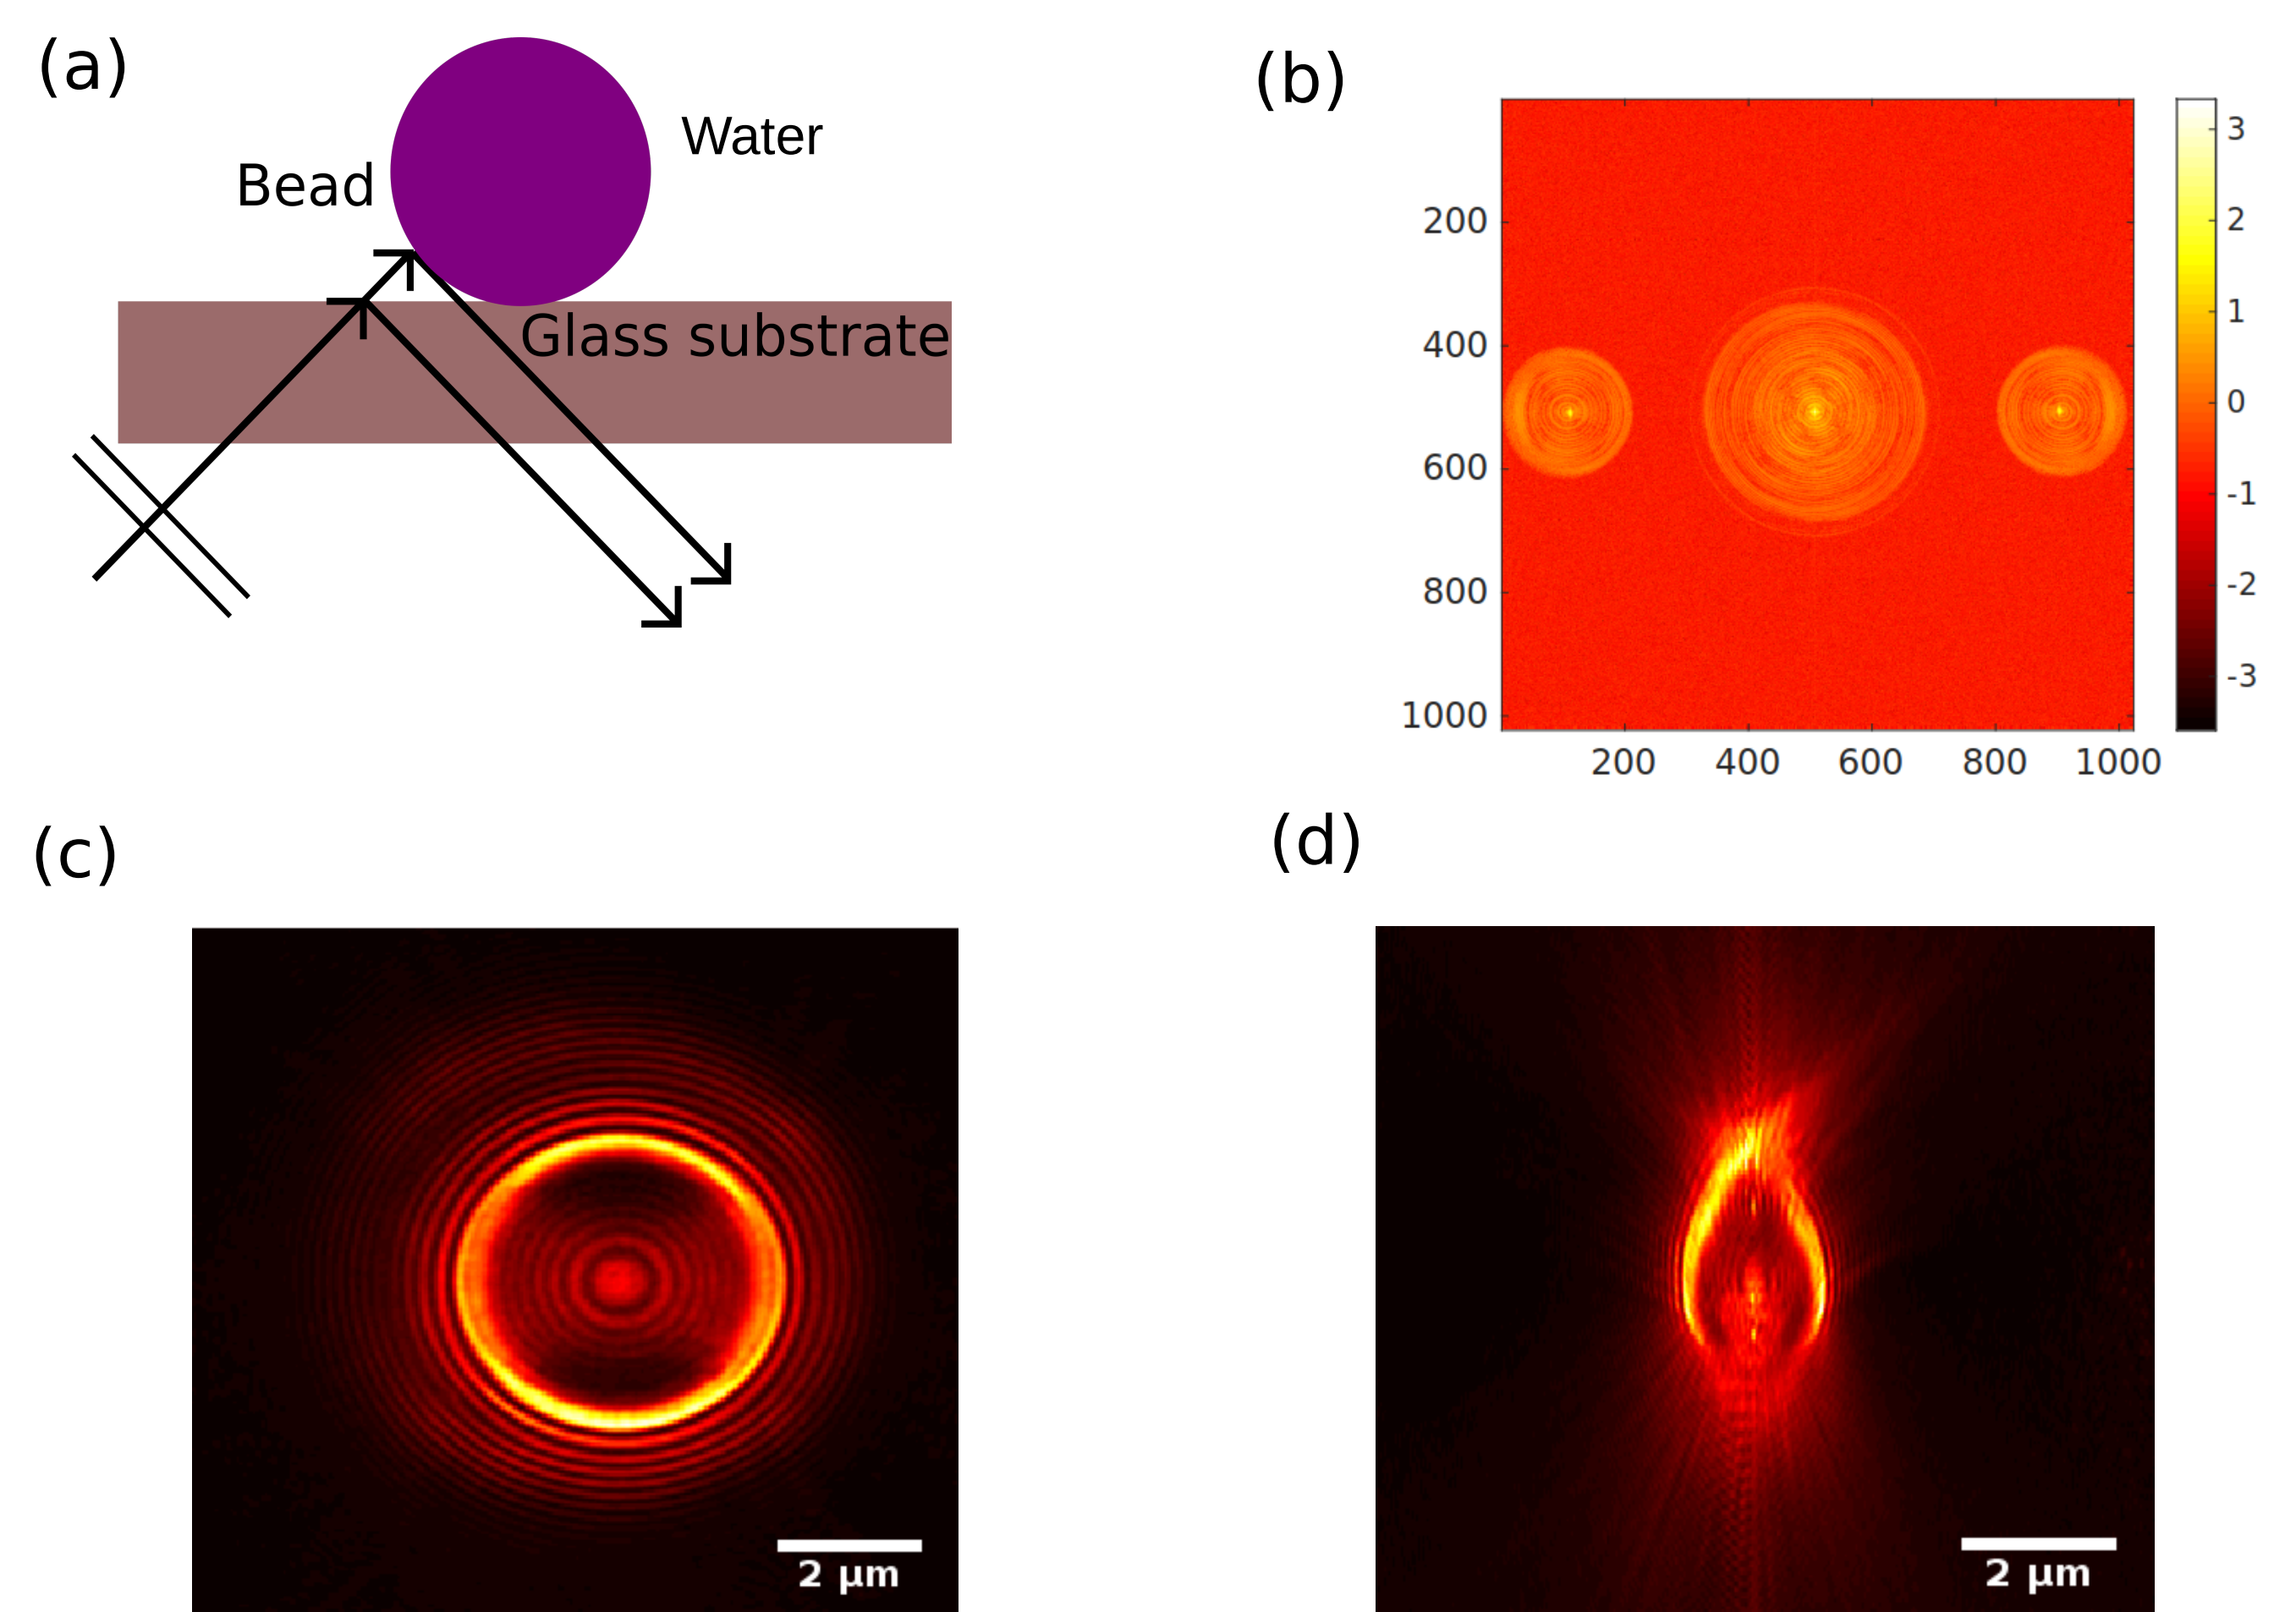 (a)
Bead
Water
Glass substrate
(b)
200
400
600
800
1000
200 400 600 800 1000
3
2
1
0
-1
-2
-3
(c)
2 μm
(d)
2 μm